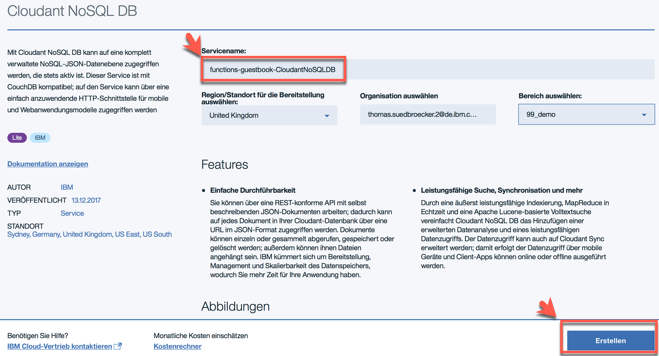 Cloudant NoSQL DB
Mit Cloudant NoSQL DB kann auf eine komplett
verwaltete NoSQL-JSON-Datenebene zugegriffen
werden, die stets aktiv ist. Dieser Service ist mit
CouchDB kompatibel; auf den Service kann über eine
einfach anzuwendende HTTP-Schnittstelle für mobile
und Webanwendungsmodelle zugegriffen werden
Lite IBM
Dokumentation anzeigen
AUTOR IBM
VERÖFFENTLICHT 13.12.2017
TYP Service
STANDORT
Sydney, Germany, United Kingdom, US East, US South
Servicename:
functions-guestbook-CloudantNoSQLDB
Region/Standort für die Bereitstellung
auswählen:
United Kingdom
Organisation auswählen
thomas.suedbroecker.2@de.ibm.c...
Bereich auswählen:
99_demo
Features
Einfache Durchführbarkeit
Sie können über eine REST-konforme API mit selbst
beschreibenden JSON-Dokumenten arbeiten; dadurch kann
auf jedes Dokument in Ihrer Cloudant-Datenbank über eine
URL im JSON-Format zugegriffen werden. Dokumente
können einzeln oder gesammelt abgerufen, gespeichert oder
gelöscht werden; außerdem können ihnen Dateien
angehängt sein. IBM kümmert sich um Bereitstellung,
Management und Skalierbarkeit des Datenspeichers,
wodurch Sie mehr Zeit für Ihre Anwendung haben.
Leistungsfähige Suche, Synchronisation und mehr
Durch eine äußerst leistungsfähige Indexierung, MapReduce in
Echtzeit und eine Apache Lucene-basierte Volltextsuche
vereinfacht Cloudant NoSQL DB das Hinzufügen einer
erweiterten Datenanalyse und eines leistungsfähigen
Datenzugriffs. Der Datenzugriff kann auch auf Cloudant Sync
erweitert werden; damit erfolgt der Datenzugriff über mobile
Geräte und Client-Apps können online oder offline ausgeführt
werden.
Abbildungen
Benötigen Sie Hilfe?
IBM Cloud-Vertrieb kontaktieren
Monatliche Kosten einschätzen
Kostenrechner
Erstellen